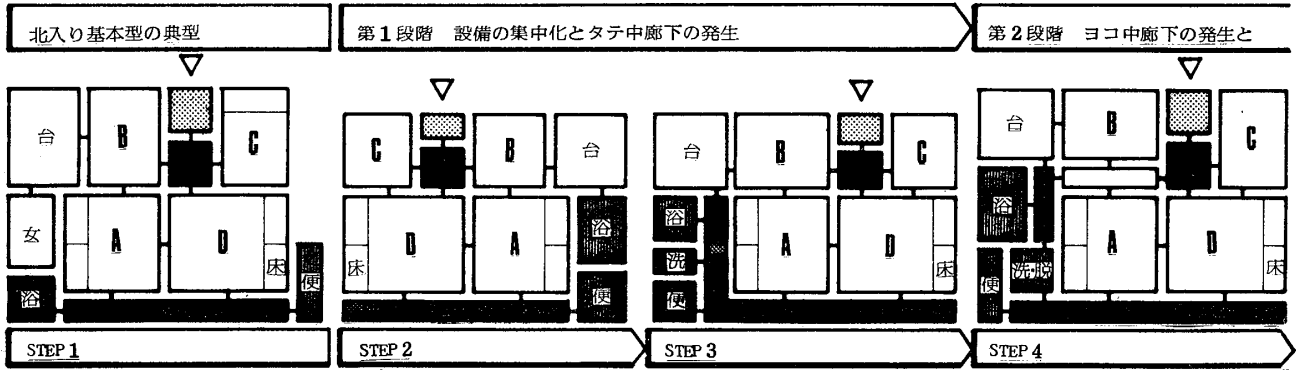 北入り基本型の典型
第1段階 設備の集中化とタテ中廊下の発生
第2段階 ヨコ中廊下の発生と
台 B C
女 A D 床 便
浴
C B 台
床 D A 浴
便
台 B C
浴 A D 床
洗
便
台 B C
浴 A D 床
便 洗・脱
STEP 1
STEP 2
STEP 3
STEP 4